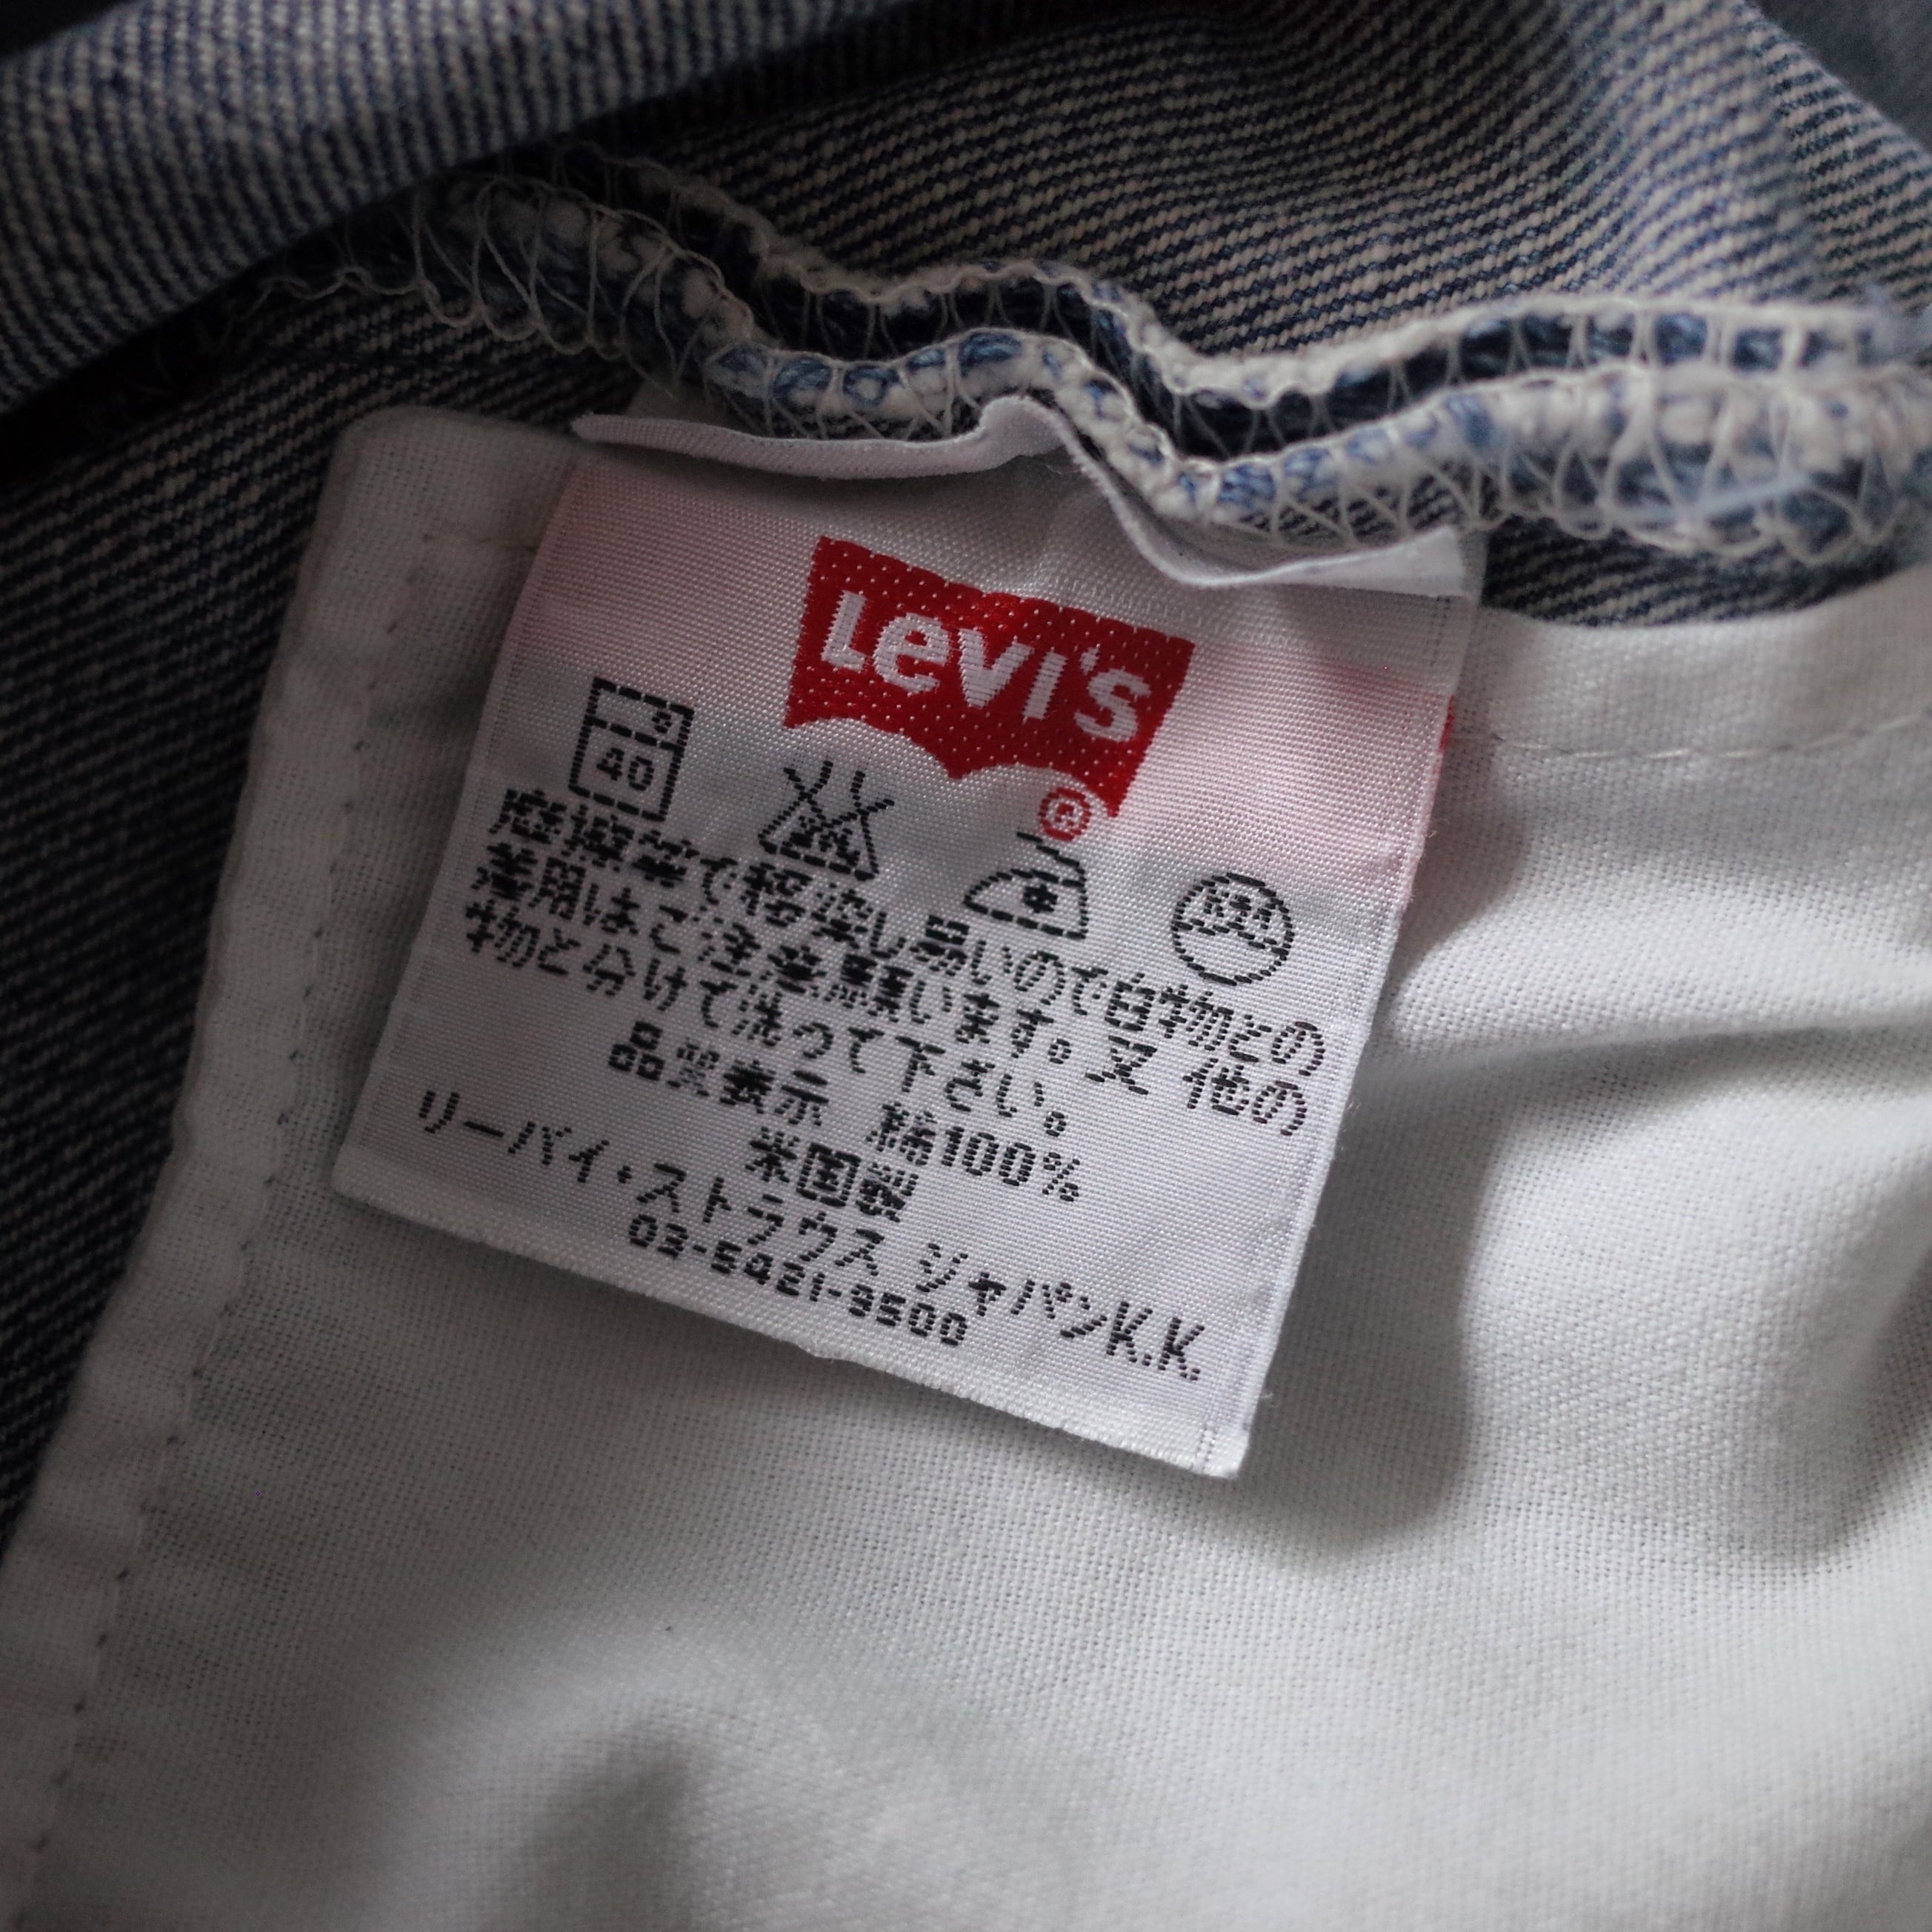 Levi's
®
40
摩擦等で移染し易いので白物との
着用はご注意願います。又 他の
物と分けて洗って下さい。
品質表示 綿100%
米国製
リーバイ・ストラウス ジャパンK.K.
03-5421-9500